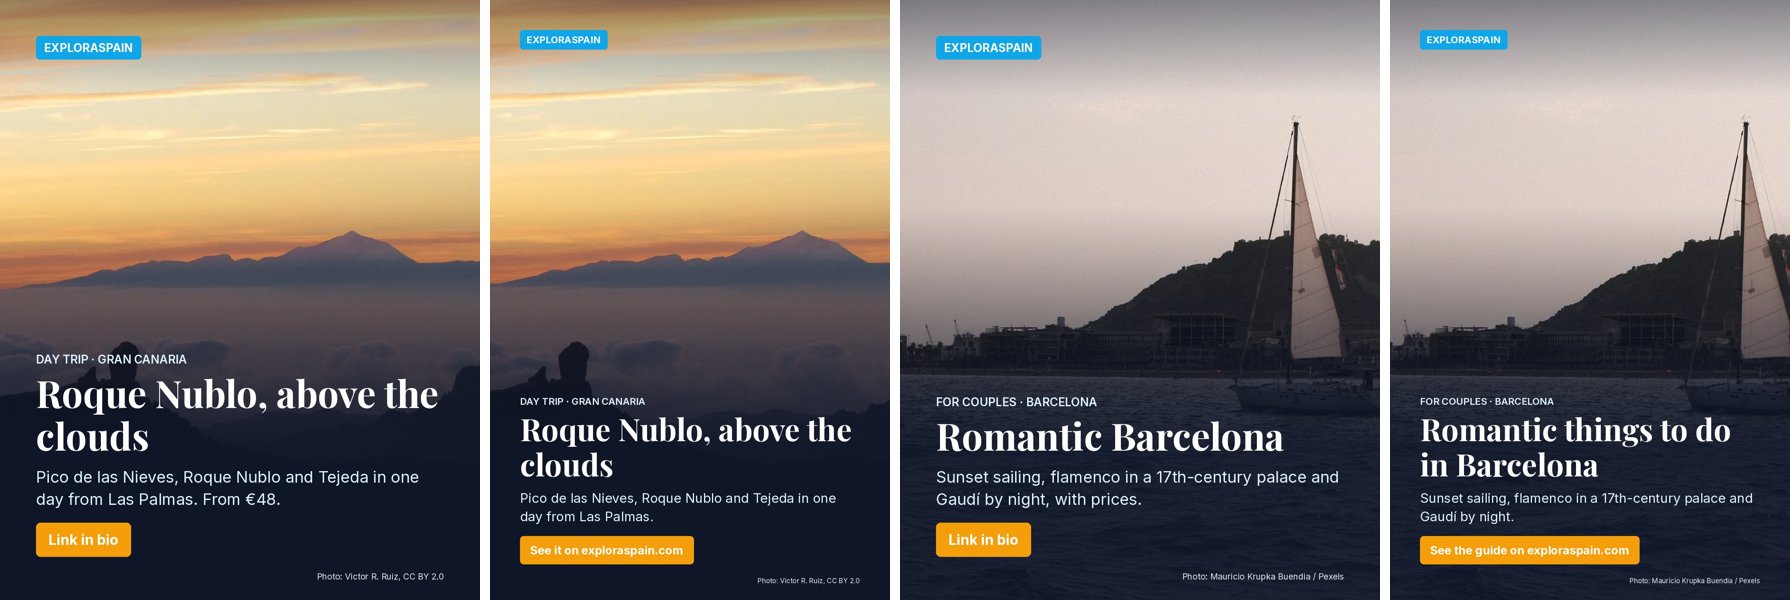 EXPLORASPAIN
DAY TRIP · GRAN CANARIA
Roque Nublo, above the
clouds
Pico de las Nieves, Roque Nublo and Tejeda in one
day from Las Palmas. From €48.
Link in bio
Photo: Victor R. Ruiz, CC BY 2.0
EXPLORASPAIN
DAY TRIP · GRAN CANARIA
Roque Nublo, above the
clouds
Pico de las Nieves, Roque Nublo and Tejeda in one
day from Las Palmas.
See it on exploraspain.com
Photo: Victor R. Ruiz, CC BY 2.0
EXPLORASPAIN
FOR COUPLES · BARCELONA
Romantic Barcelona
Sunset sailing, flamenco in a 17th-century palace and
Gaudí by night, with prices.
Link in bio
Photo: Mauricio Krupka Buendia / Pexels
EXPLORASPAIN
FOR COUPLES · BARCELONA
Romantic things to do
in Barcelona
Sunset sailing, flamenco in a 17th-century palace and
Gaudí by night.
See the guide on exploraspain.com
Photo: Mauricio Krupka Buendia / Pexels